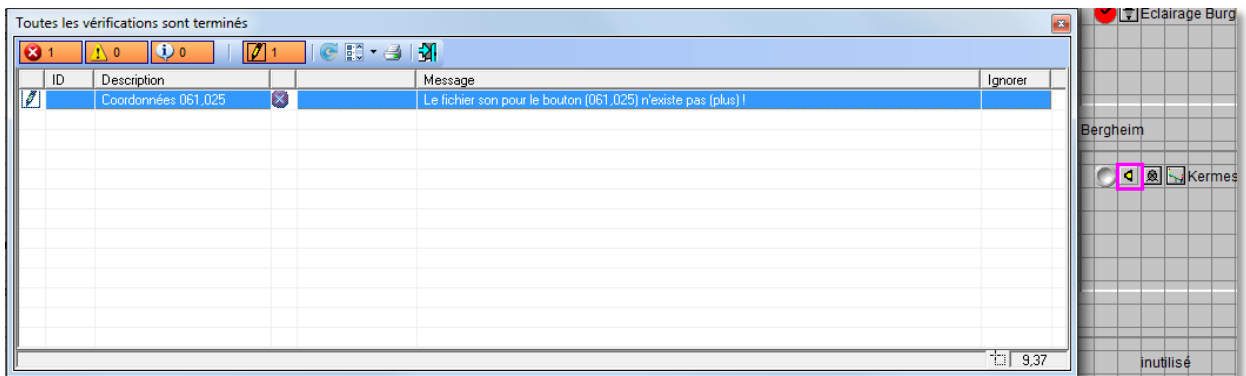 Toutes les vérifications sont terminés
Eclairage Burg
1 0 0 1
ID Description Message Ignorer
Coordonnées 061,025 Le fichier son pour le bouton (061,025) n'existe pas (plus) !
Bergheim
Kermes
9,37
inutilisé